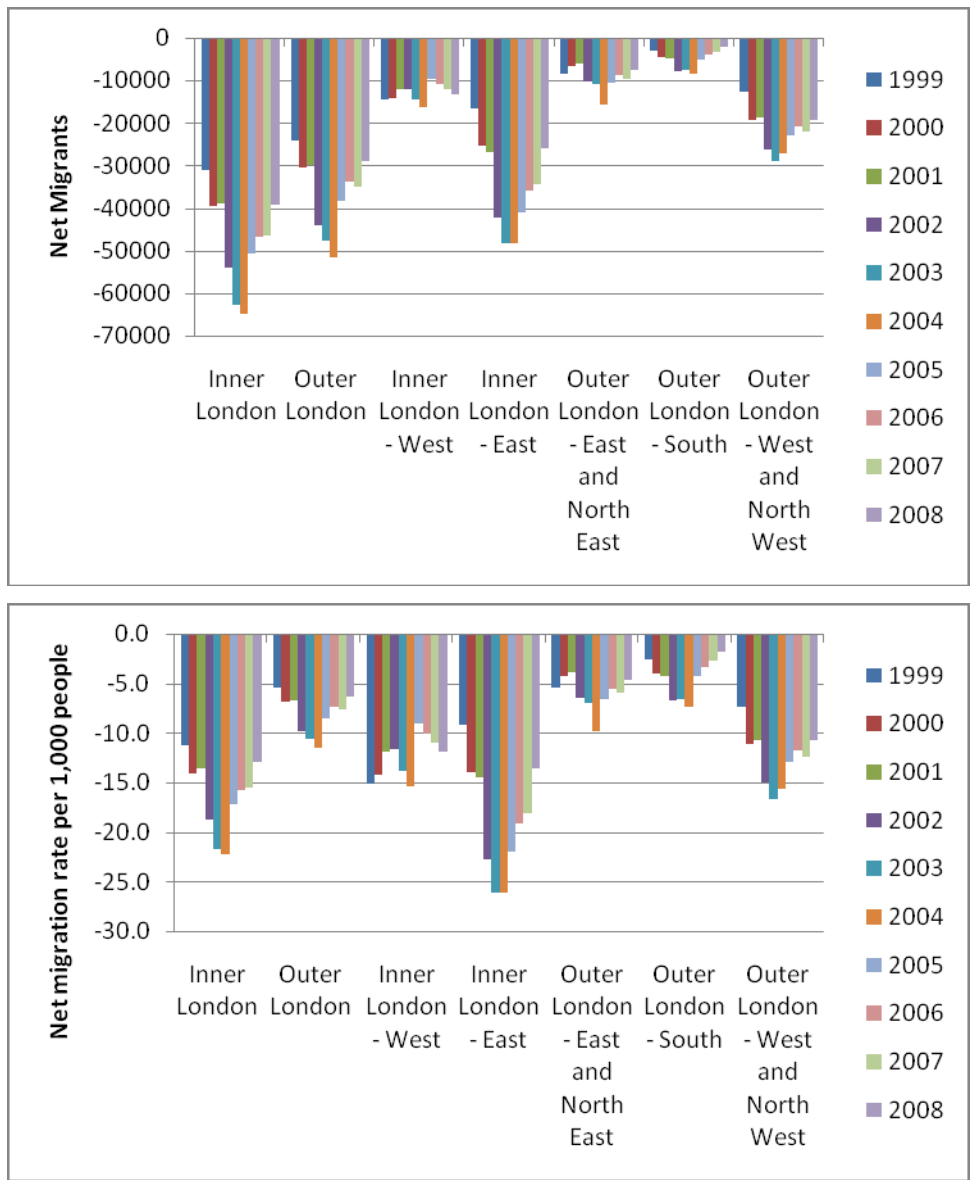 Net Migrants
0
-10000
-20000
-30000
-40000
-50000
-60000
-70000
Inner
London
Outer
London
Inner
London
- West
Inner
London
- East
Outer
London
- East
and
North
East
Outer
London
- South
Outer
London
- West
and
North
West
1999
2000
2001
2002
2003
2004
2005
2006
2007
2008
Net migration rate per 1,000 people
0.0
-5.0
-10.0
-15.0
-20.0
-25.0
-30.0
Inner
London
Outer
London
Inner
London
- West
Inner
London
- East
Outer
London
- East
and
North
East
Outer
London
- South
Outer
London
- West
and
North
West
1999
2000
2001
2002
2003
2004
2005
2006
2007
2008